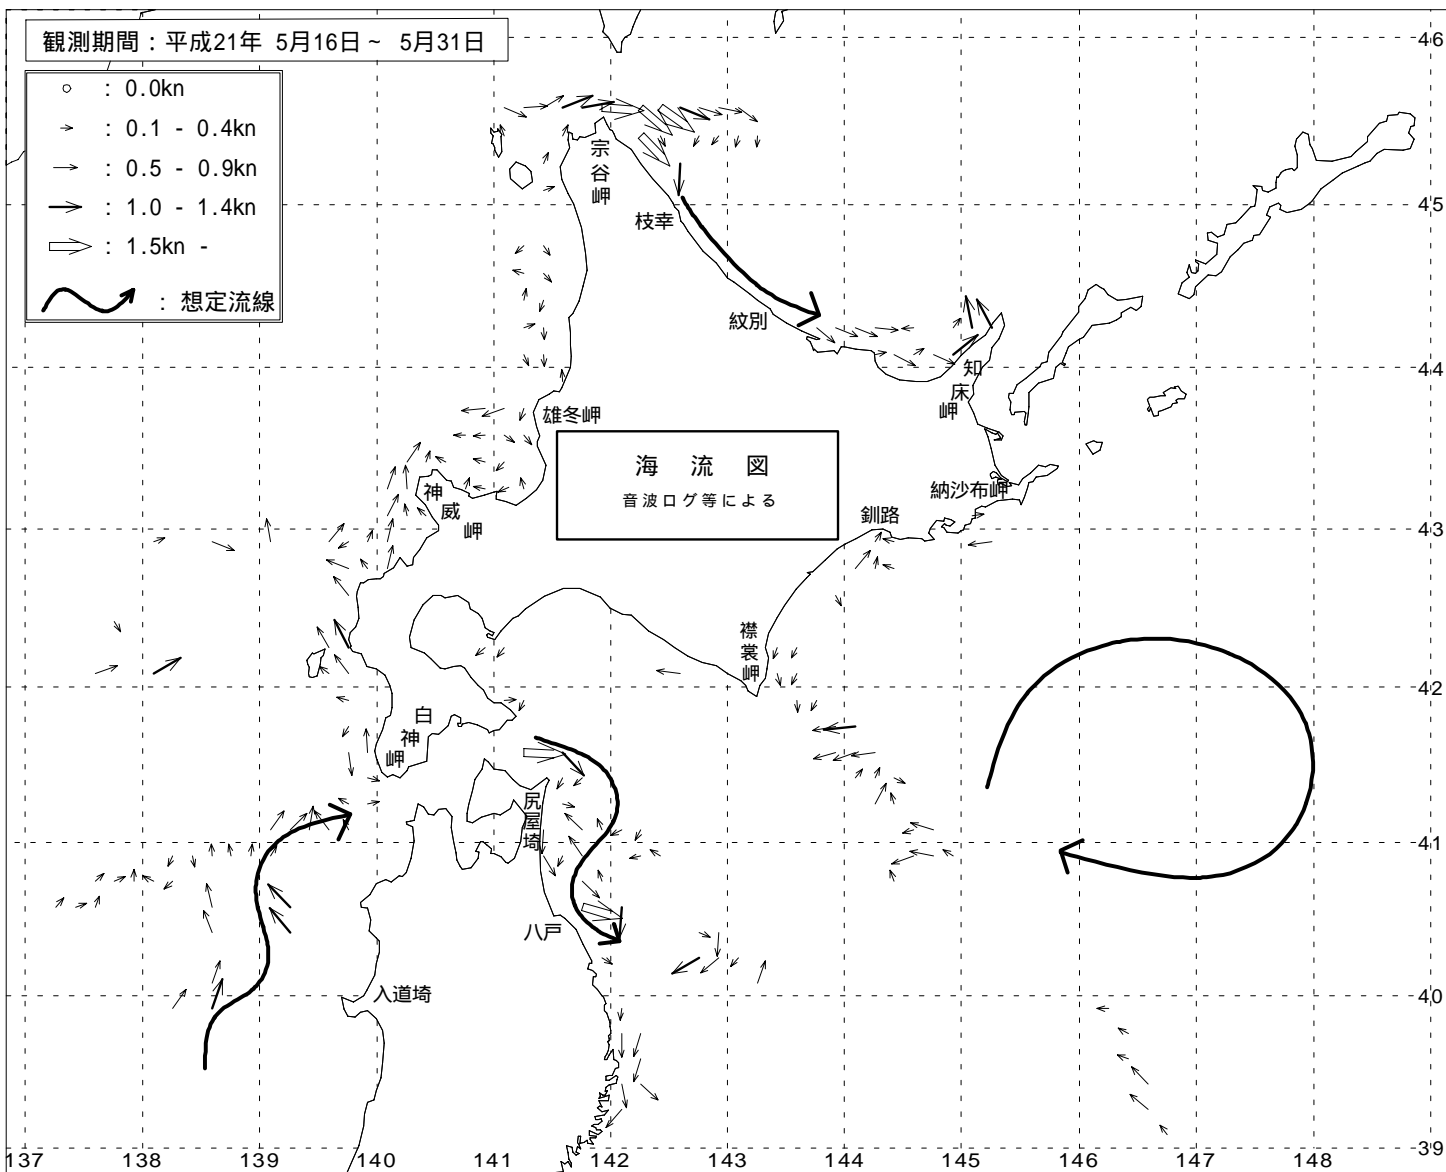 観測期間：平成21年 5月16日～ 5月31日
：0.0kn
：0.1 - 0.4kn
：0.5 - 0.9kn
：1.0 - 1.4kn
：1.5kn -
：想定流線
宗谷岬
枝幸
紋別
知床岬
雄冬岬
海 流 図
音波ログ等による
神威岬
納沙布岬
釧路
襟裳岬
白神岬
尻屋埼
八戸
入道埼
46
45
44
43
42
41
40
39
137 138 139 140 141 142 143 144 145 146 147 148